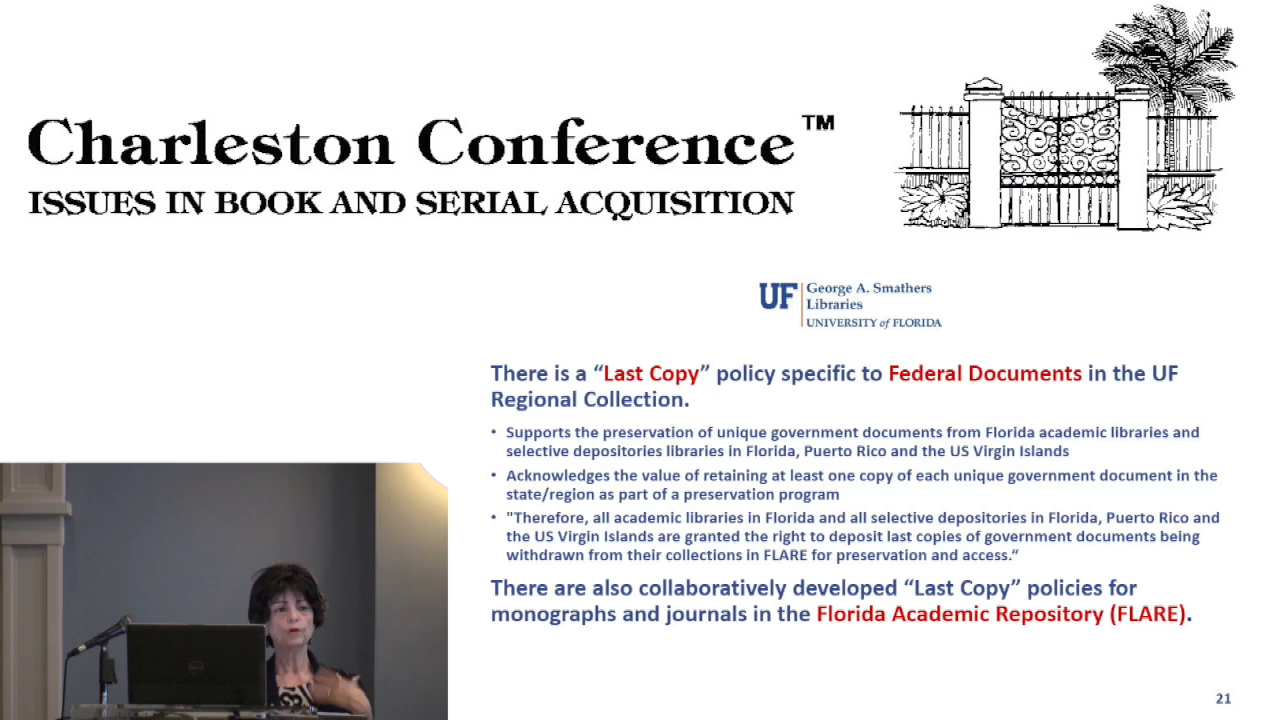 Charleston Conference™
ISSUES IN BOOK AND SERIAL ACQUISITION
UF
George A. Smathers
Libraries
UNIVERSITY of FLORIDA
There is a “Last Copy” policy specific to Federal Documents in the UF
Regional Collection.
• Supports the preservation of unique government documents from Florida academic libraries and
selective depositories libraries in Florida, Puerto Rico and the US Virgin Islands
• Acknowledges the value of retaining at least one copy of each unique government document in the
state/region as part of a preservation program
• "Therefore, all academic libraries in Florida and all selective depositories in Florida, Puerto Rico and
the US Virgin Islands are granted the right to deposit last copies of government documents being
withdrawn from their collections in FLARE for preservation and access.“
There are also collaboratively developed “Last Copy” policies for
monographs and journals in the Florida Academic Repository (FLARE).
21